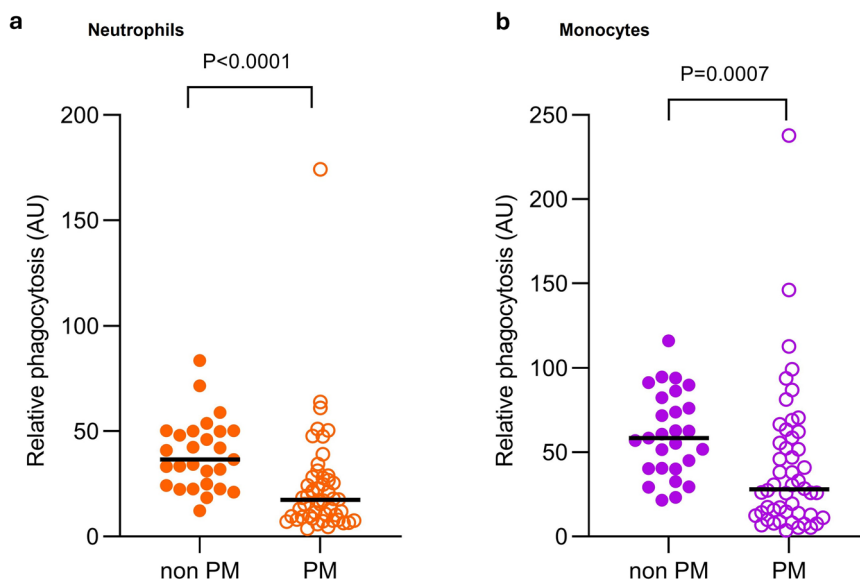 a Neutrophils
P<0.0001
Relative phagocytosis (AU)
200
150
100
50
0
non PM PM
b Monocytes
P=0.0007
Relative phagocytosis (AU)
250
200
150
100
50
0
non PM PM